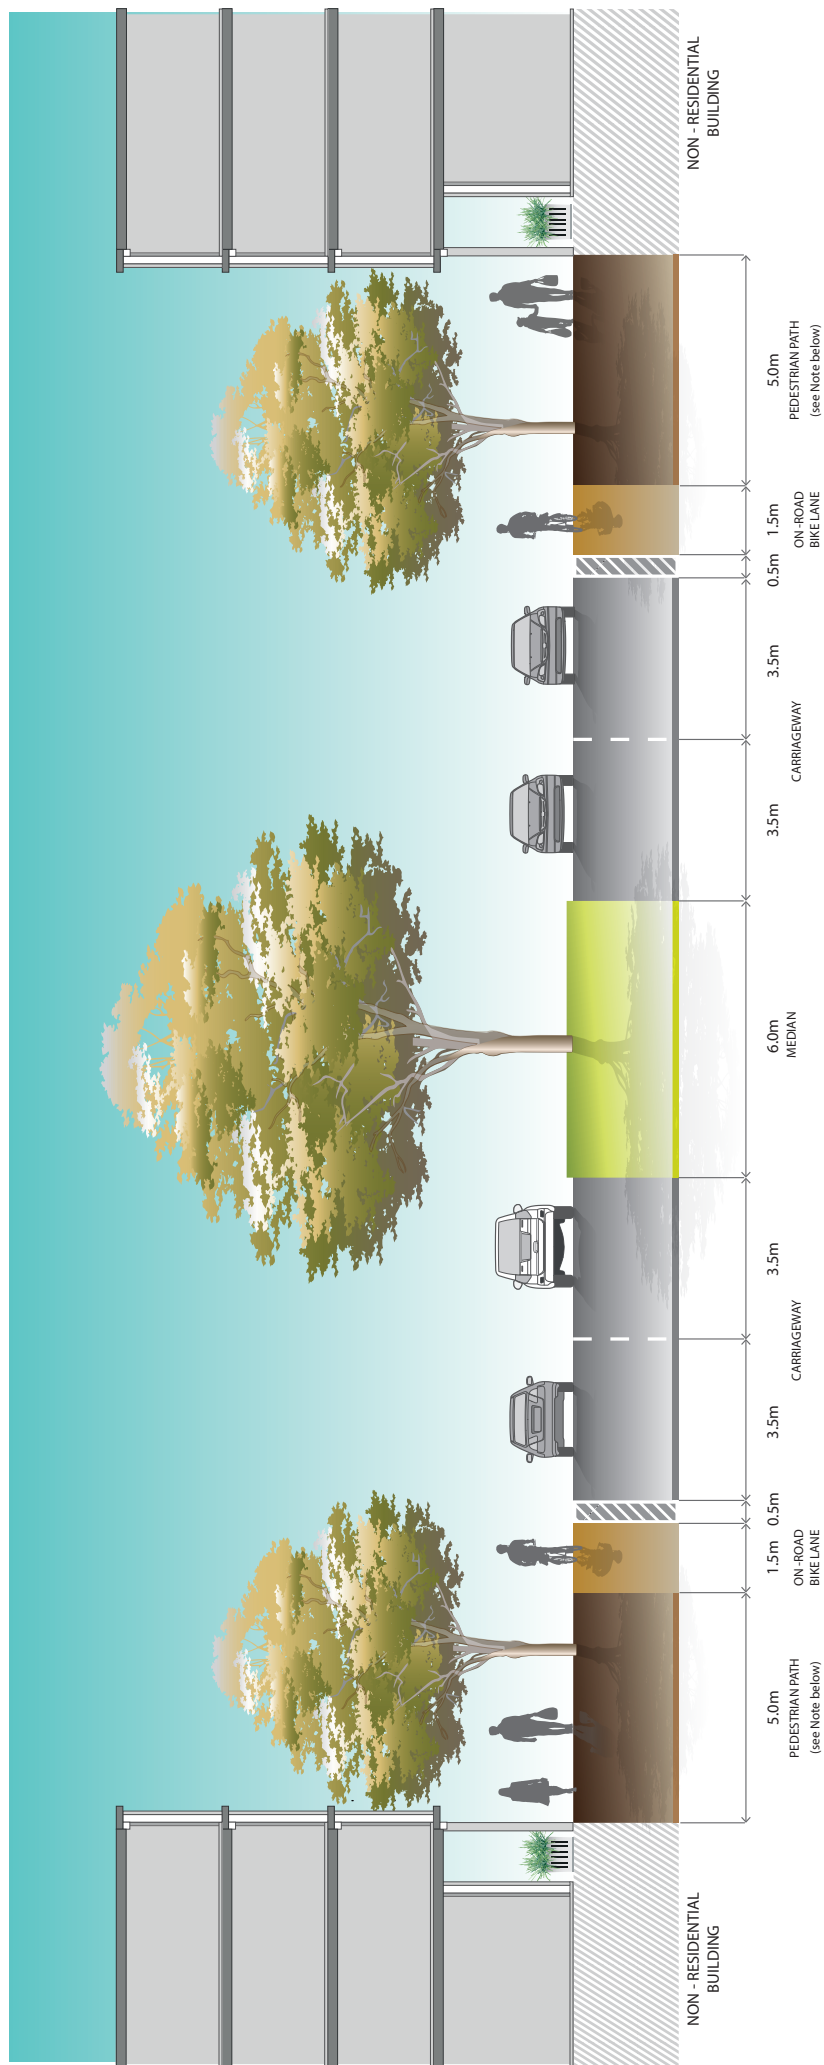 NON - RESIDENTIAL
BUILDING
5.0m
PEDESTRIAN PATH
(see Note below)
1.5m
ON -ROAD
BIKE LANE
0.5m
3.5m
CARRIAGEWAY
3.5m
6.0m
MEDIAN
3.5m
CARRIAGEWAY
3.5m
0.5m
1.5m
ON -ROAD
BIKE LANE
5.0m
PEDESTRIAN PATH
(see Note below)
NON - RESIDENTIAL
BUILDING